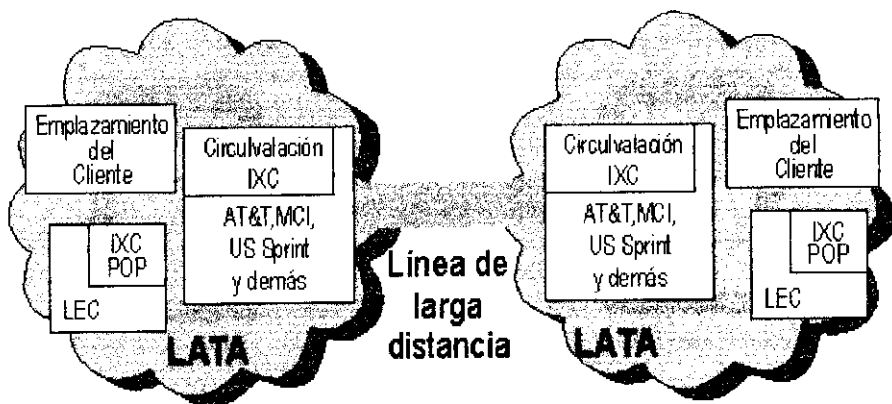 Emplazamiento
del
Cliente
Circulvalación
IXC
AT&T,MCI,
US Sprint
y demás
IXC
POP
LEC
LATA
Línea de
larga
distancia
Circulvalación
IXC
AT&T,MCI,
US Sprint
y demás
Emplazamiento
del
Cliente
IXC
POP
LEC
LATA